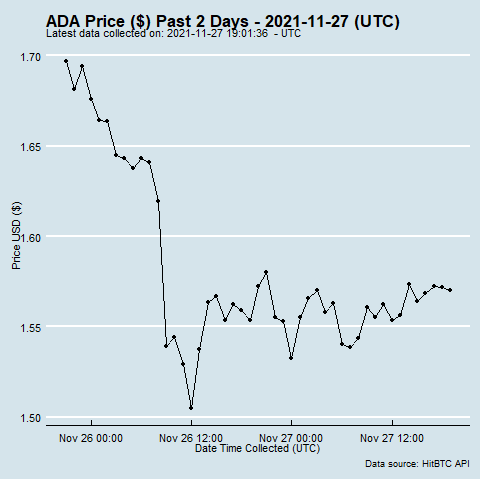 ADA Price ($) Past 2 Days - 2021-11-27 (UTC)
Latest data collected on: 2021-11-27 19:01:36  - UTC
1.70
1.65
1.60
1.55
1.50
Price USD ($)
Nov 26 00:00 Nov 26 12:00 Nov 27 00:00 Nov 27 12:00
Date Time Collected (UTC)
Data source: HitBTC API